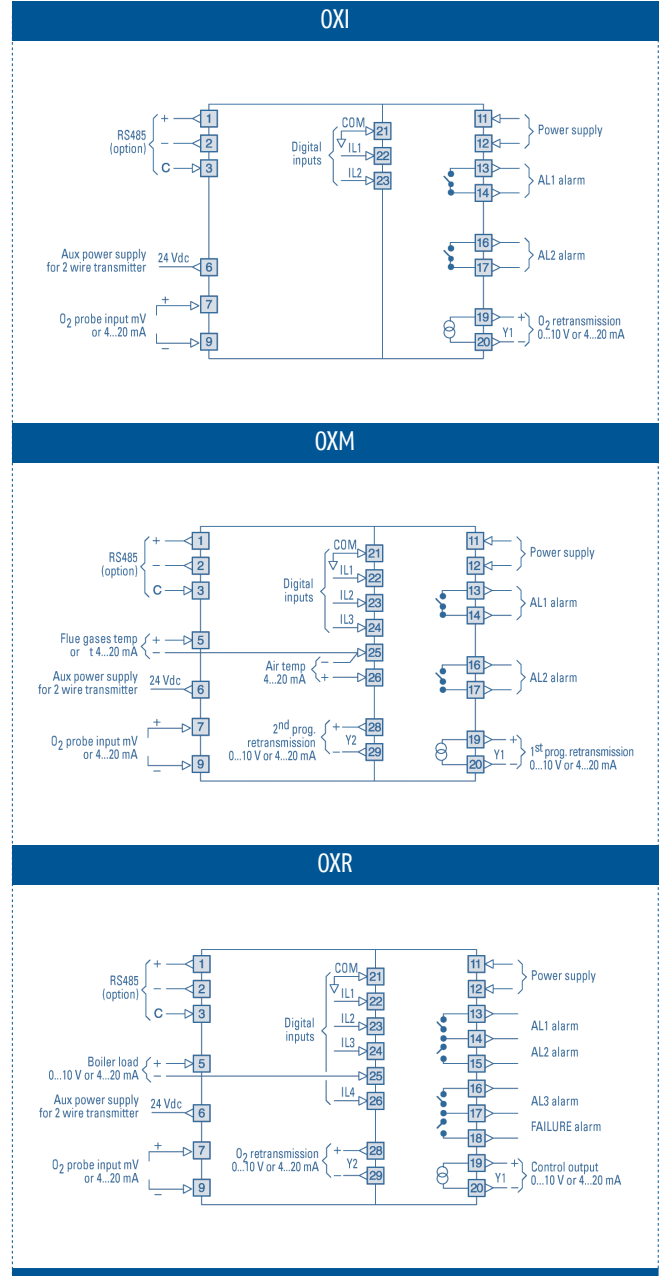 OXI
RS485
(option)
+
−
C
1
2
3
Aux power supply
for 2 wire transmitter
24 Vdc
6
O2 probe input mV
or 4...20 mA
+
−
7
9
Digital
inputs
COM
IL1
IL2
21
22
23
11
12
Power supply
13
14
AL1 alarm
16
17
AL2 alarm
19
20
+
Y1 −
O2 retransmission
0...10 V or 4...20 mA
OXM
RS485
(option)
+
−
C
1
2
3
Flue gases temp
or t 4...20 mA
+
−
5
Aux power supply
for 2 wire transmitter
24 Vdc
6
O2 probe input mV
or 4...20 mA
+
−
7
9
Digital
inputs
COM
IL1
IL2
IL3
21
22
23
24
Air temp
4...20 mA
−
+
25
26
2nd prog.
retransmission
0...10 V or 4...20 mA
+
Y2
−
28
29
11
12
Power supply
13
14
AL1 alarm
16
17
AL2 alarm
19
20
+
Y1 −
1st prog. retransmission
0...10 V or 4...20 mA
OXR
RS485
(option)
+
−
C
1
2
3
Boiler load
0...10 V or 4...20 mA
+
−
5
Aux power supply
for 2 wire transmitter
24 Vdc
6
O2 probe input mV
or 4...20 mA
+
−
7
9
Digital
inputs
COM
IL1
IL2
IL3
IL4
21
22
23
24
25
26
O2 retransmission
0...10 V or 4...20 mA
+
Y2
−
28
29
11
12
Power supply
13
14
15
AL1 alarm
AL2 alarm
16
17
18
AL3 alarm
FAILURE alarm
19
20
+
Y1 −
Control output
0...10 V or 4...20 mA